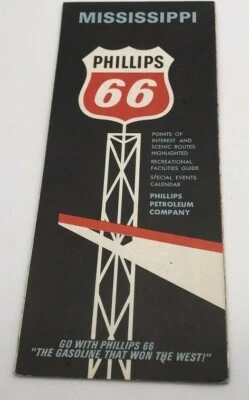 MISSISSIPPI
PHILLIPS
66
POINTS OF
INTEREST AND
SCENIC ROUTES
HIGHLIGHTED
RECREATIONAL
FACILITIES GUIDE
SPECIAL EVENTS
CALENDAR
PHILLIPS
PETROLEUM
COMPANY
GO WITH PHILLIPS 66
"THE GASOLINE THAT WON THE WEST!"